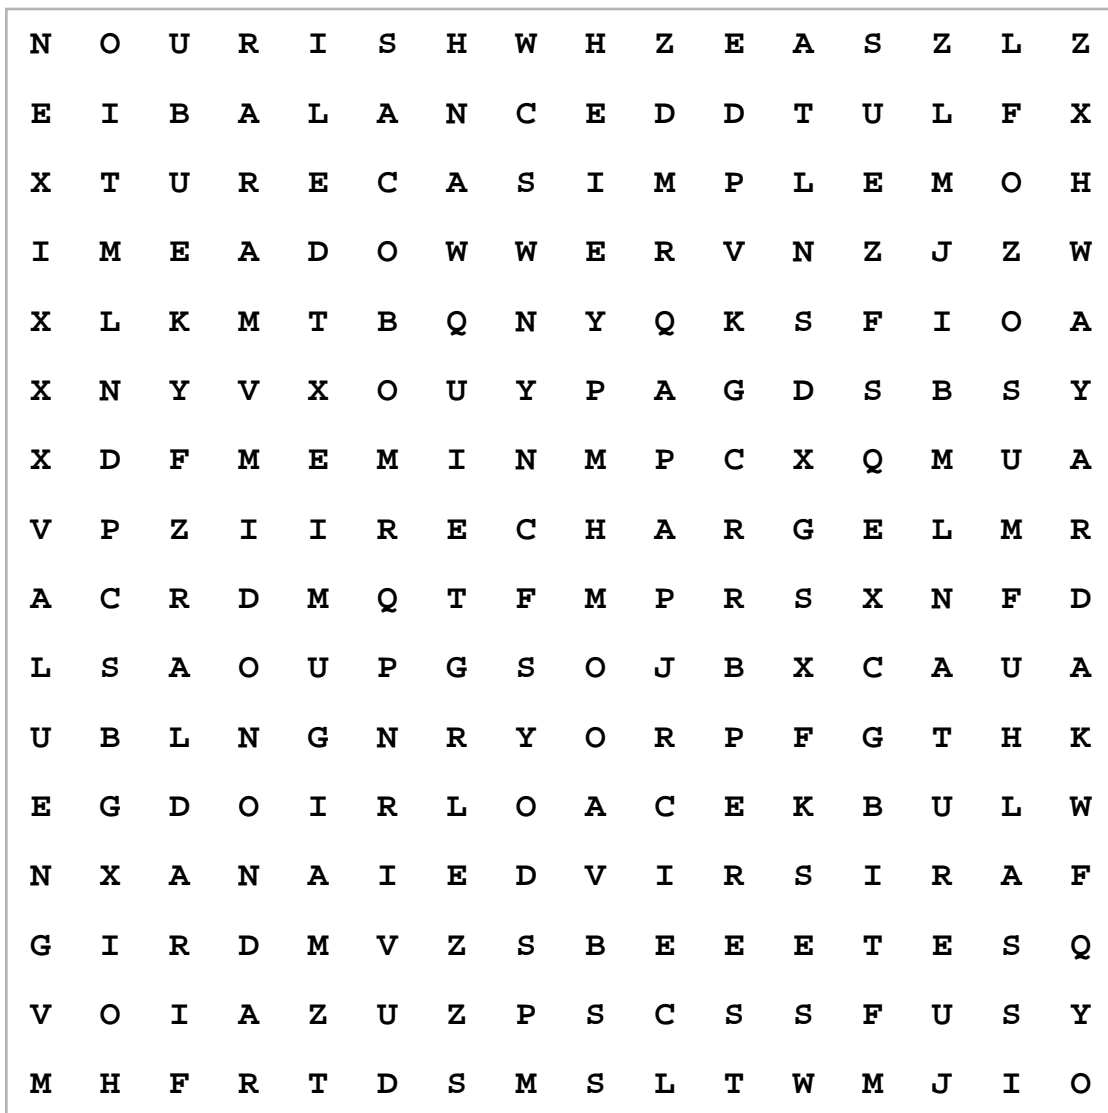 N O U R I S H W H Z E A S Z L Z
E I B A L A N C E D D T U L F X
X T U R E C A S I M P L E M O H
I M E A D O W W E R V N Z J Z W
X L K M T B Q N Y Q K S F I O A
X N Y V X O U Y P A G D S B S Y
X D F M E M I N M P C X Q M U A
V P Z I I R E C H A R G E L M R
A C R D M Q T F M P R S X N F D
L S A O U P G S O J B X C A U A
U B L N G N R Y O R P F G T H K
E G D O I R L O A C E K B U L W
N X A N A I E D V I R S I R A F
G I R D M V Z S B E E E T E S Q
V O I A Z U Z P S C S S F U S Y
M H F R T D S M S L T W M J I O